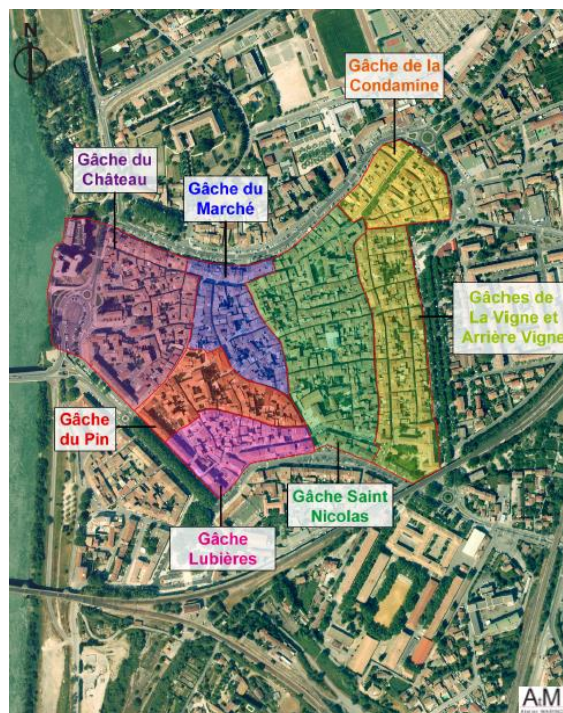 N
Gâche de la
Condamine
Gâche du
Château
Gâche du
Marché
Gâches de
La Vigne et
Arrière Vigne
Gâche
du Pin
Gâche Saint
Nicolas
Gâche
Lubières